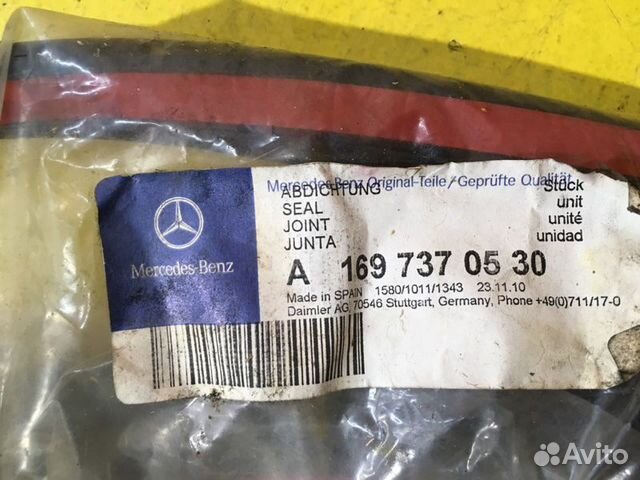 Mercedes-Benz Original-Teile/Geprüfte Qualität
ABDICHTUNG Stück
SEAL unit
JOINT unité
JUNTA unidad
Mercedes-Benz
A 169 737 05 30
Made in SPAIN 1580/1011/1343 23.11.10
Daimler AG, 70546 Stuttgart, Germany, Phone +49(0)711/17-0
Avito